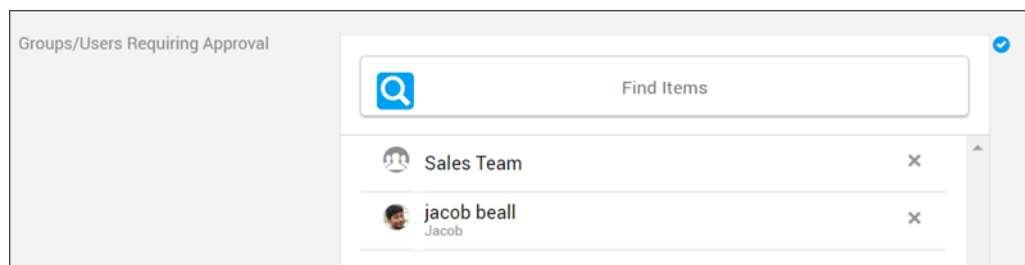 Groups/Users Requiring Approval
Find Items
Sales Team
jacob beall
Jacob